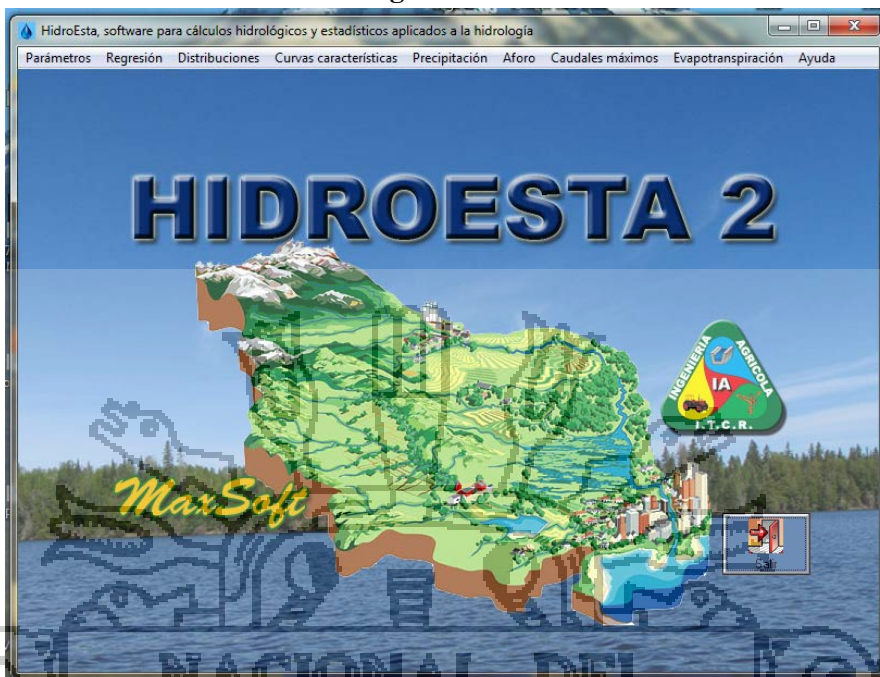 HidroEsta, software para cálculos hidrológicos y estadísticos aplicados a la hidrología
Parámetros Regresión Distribuciones Curvas características Precipitación Aforo Caudales máximos Evapotranspiración Ayuda
HIDROESTA 2
INGENIERIA AGRICOLA
IA
I.T.C.R.
MaxSoft
Salir
NACIONAL DEL